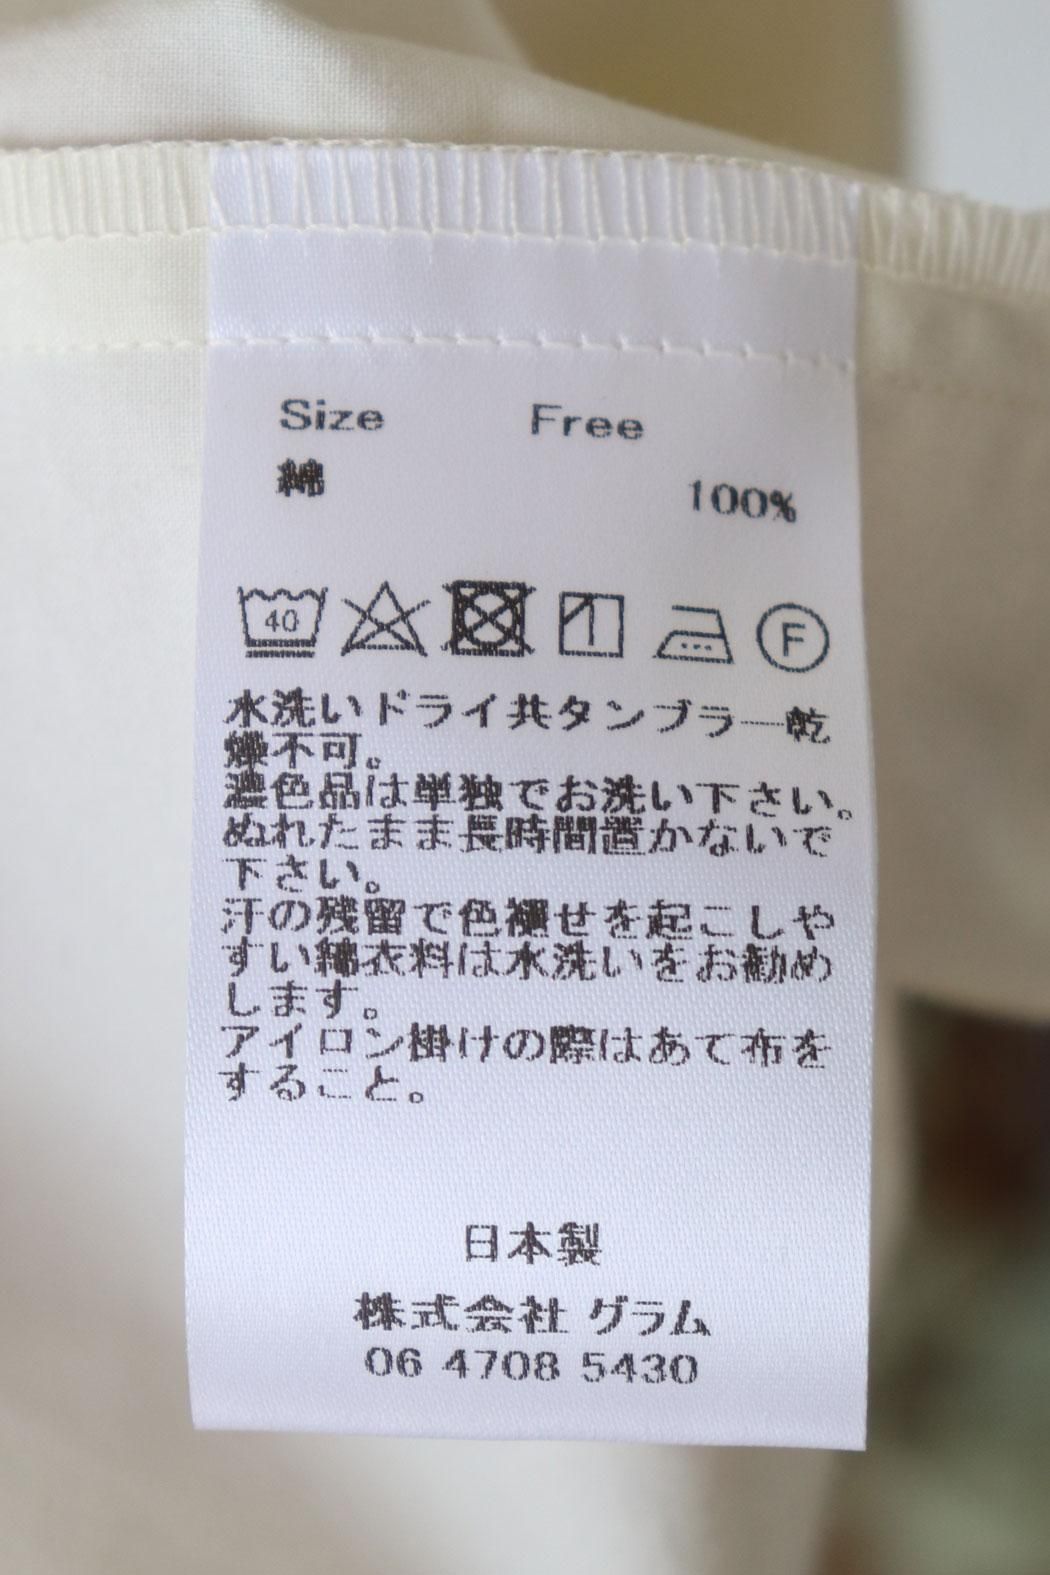 Size Free
綿 100%
40 F
水洗いドライ共タンブラー乾
燥不可。
濃色品は単独でお洗い下さい。
ぬれたまま長時間置かないで
下さい。
汗の残留で色褪せを起こしや
すい綿衣料は水洗いをお勧め
します。
アイロン掛けの際はあて布を
すること。
日本製
株式会社 グラム
06 4708 5430